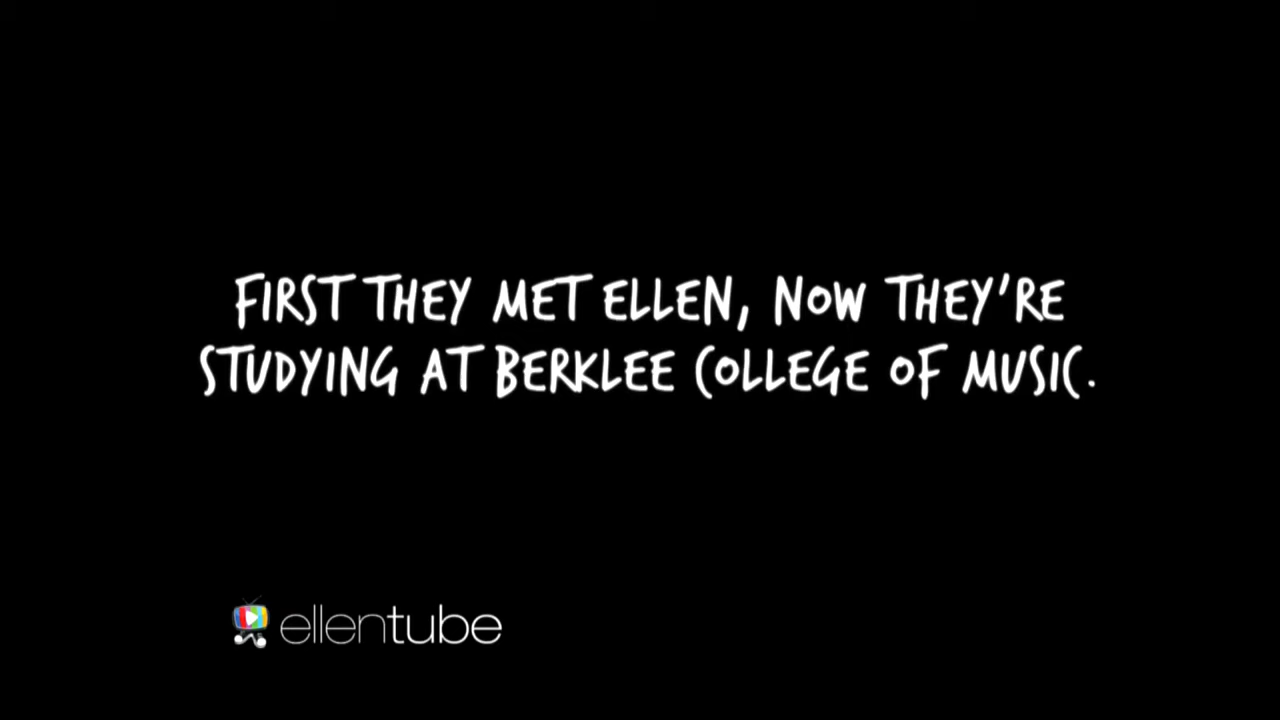 FIRST THEY MET ELLEN, NOW THEY'RE
STUDYING AT BERKLEE COLLEGE OF MUSIC.
ellentube